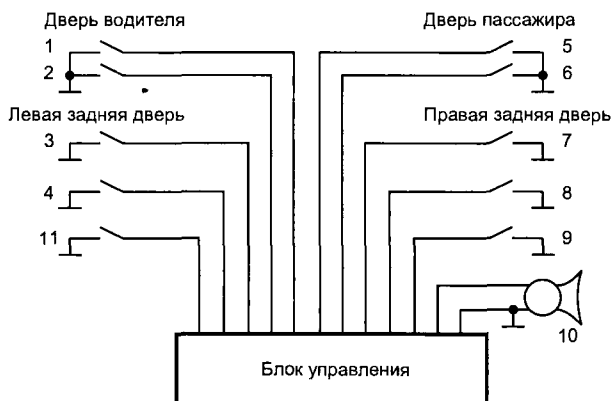 Дверь водителя
Дверь пассажира
1
5
2
6
Левая задняя дверь
Правая задняя дверь
3
7
4
8
11
9
10
Блок управления